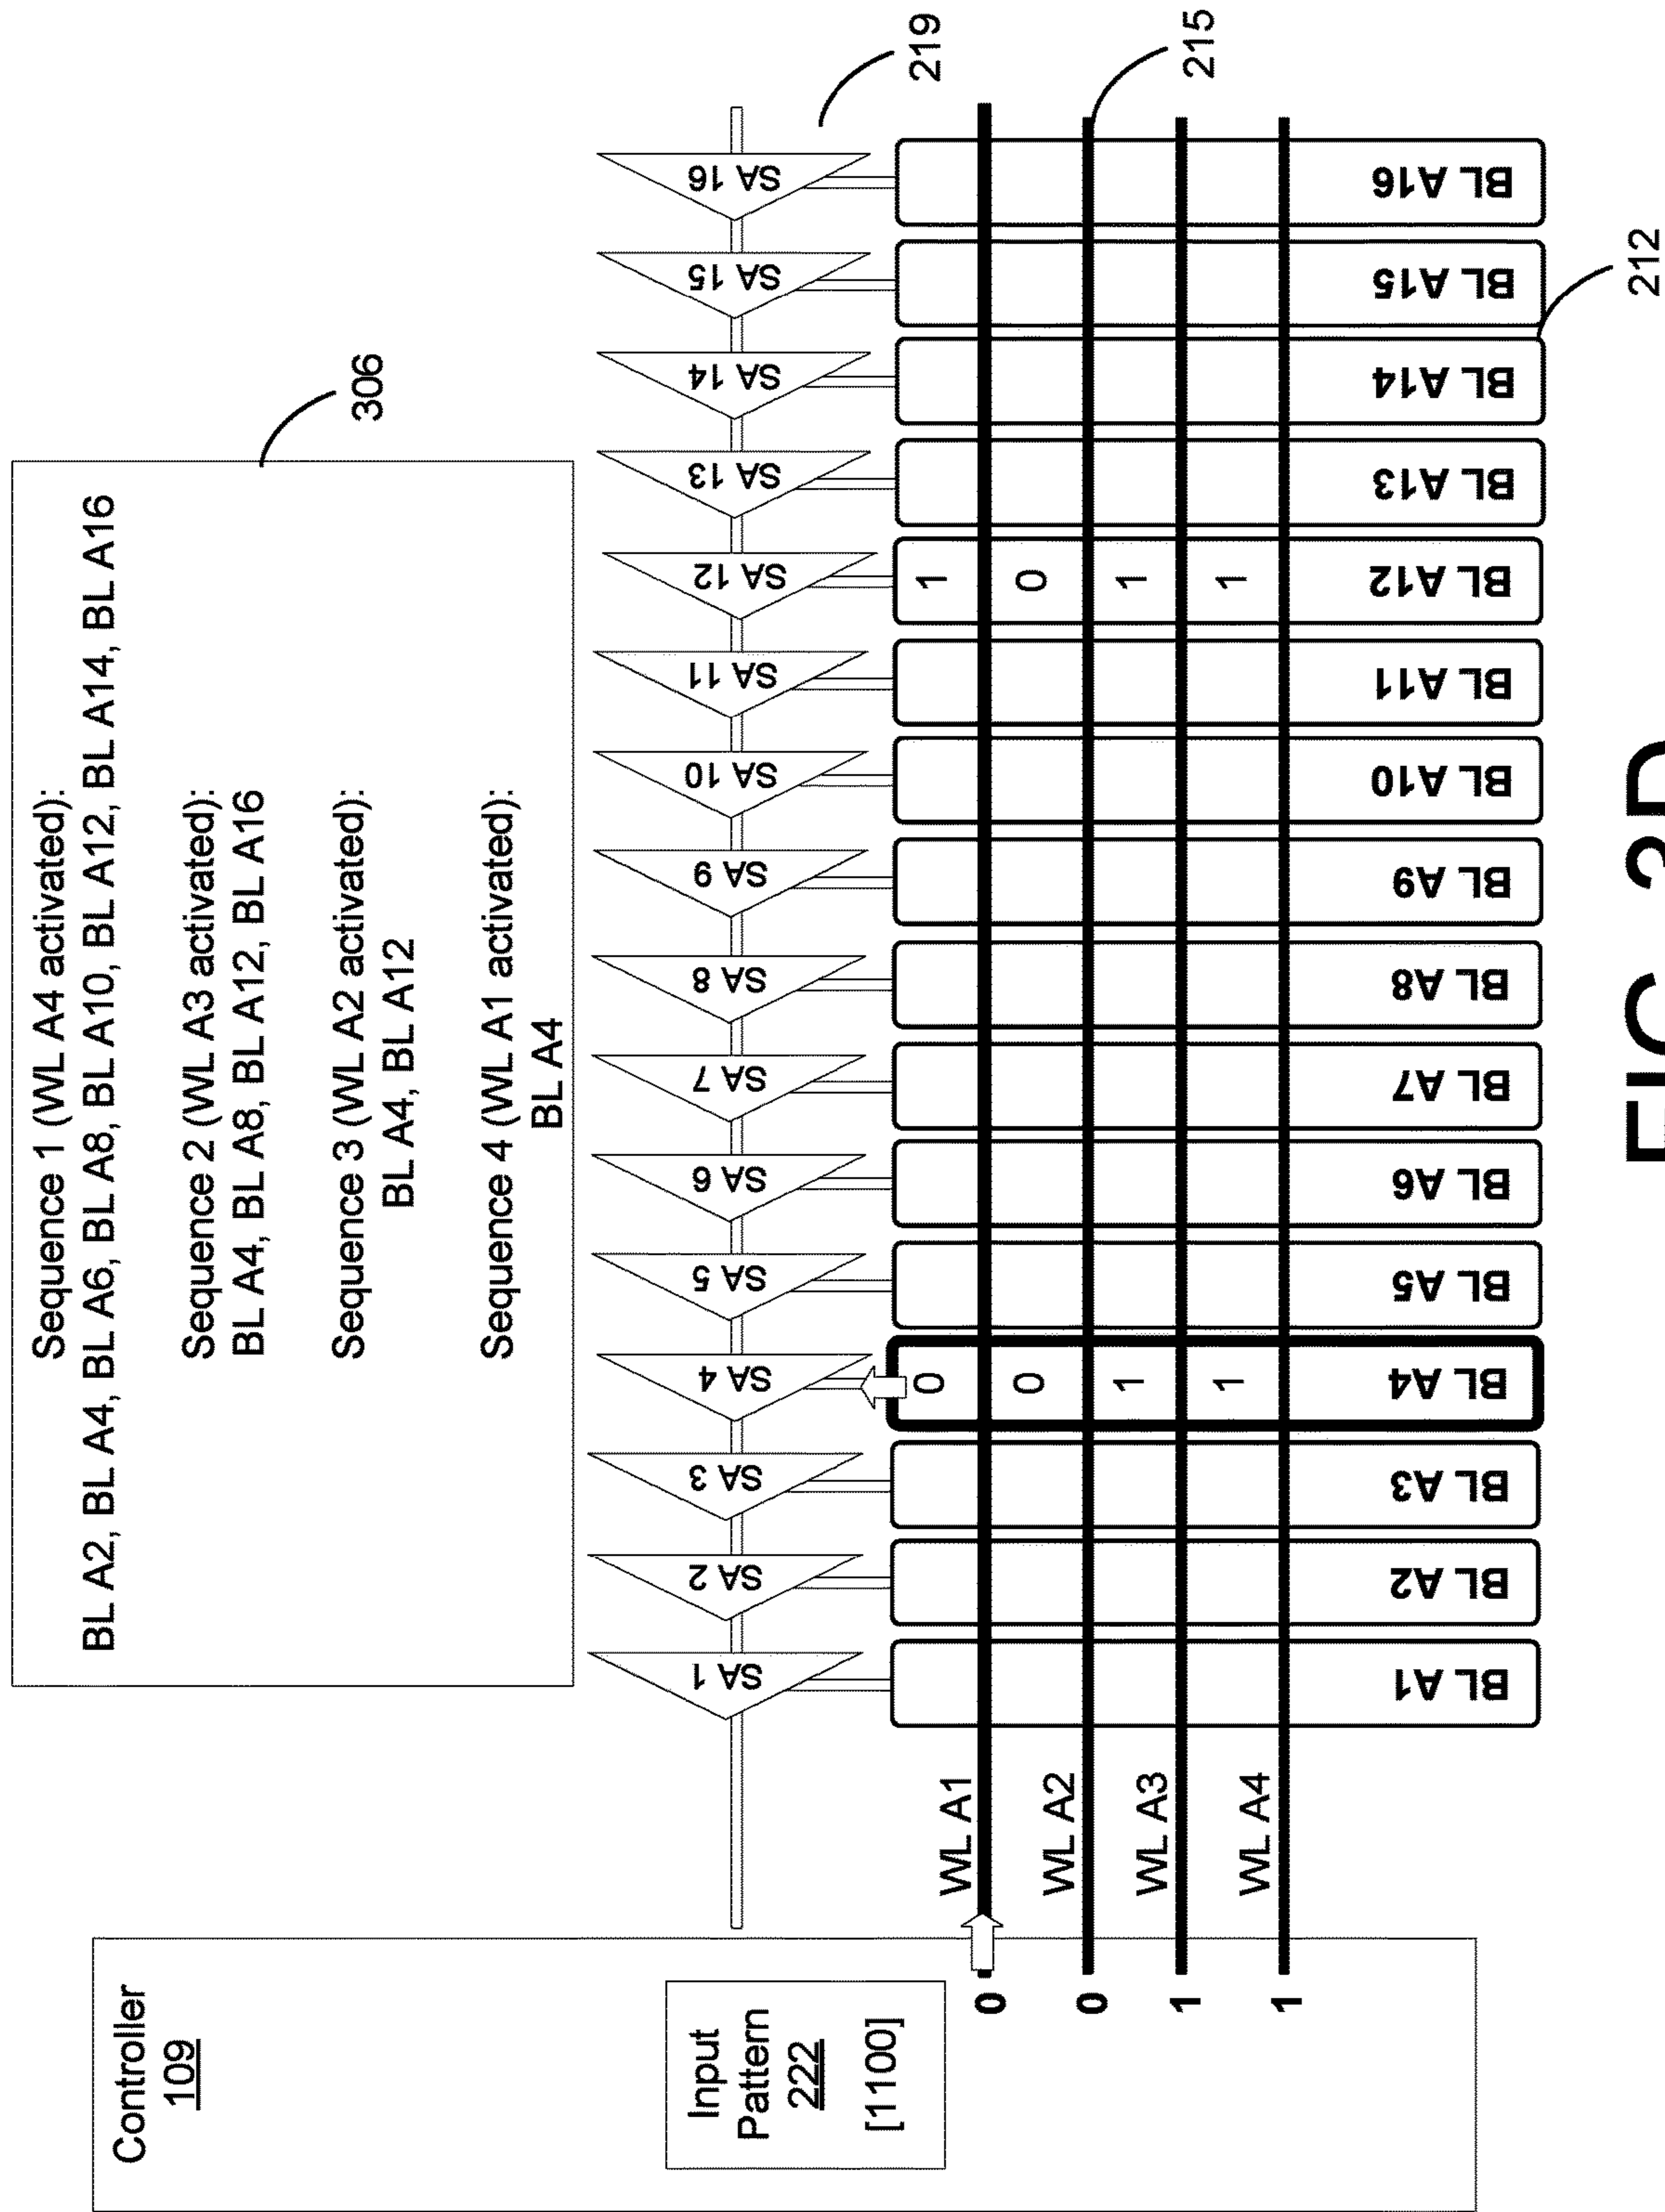 Controller
109
Input
Pattern
222
[1100]
Sequence 1 (WL A4 activated):
BL A2, BL A4, BL A6, BL A8, BL A10, BL A12, BL A14, BL A16
Sequence 2 (WL A3 activated):
BL A4, BL A8, BL A12, BL A16
Sequence 3 (WL A2 activated):
BL A4, BL A12
Sequence 4 (WL A1 activated):
BL A4
306
SA 1
SA 2
SA 3
SA 4
SA 5
SA 6
SA 7
SA 8
SA 9
SA 10
SA 11
SA 12
SA 13
SA 14
SA 15
SA 16
219
0 WL A1 0 1
0 WL A2 0 0
215
1 WL A3 1 1
1 WL A4 1 1
BL A1
BL A2
BL A3
BL A4
BL A5
BL A6
BL A7
BL A8
BL A9
BL A10
BL A11
BL A12
BL A13
BL A14
BL A15
BL A16
212
FIG. 3D